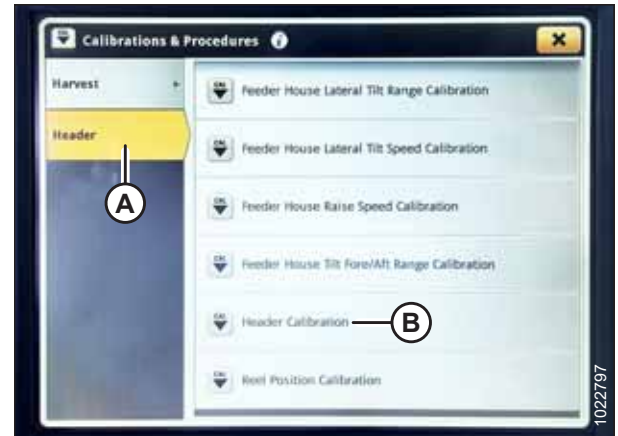 Calibrations & Procedures
Harvest
Header
Feeder House Lateral Tilt Range Calibration
Feeder House Lateral Tilt Speed Calibration
Feeder House Raise Speed Calibration
Feeder House Tilt Fore/Aft Range Calibration
Header Calibration
Reel Position Calibration
A
B
1022797